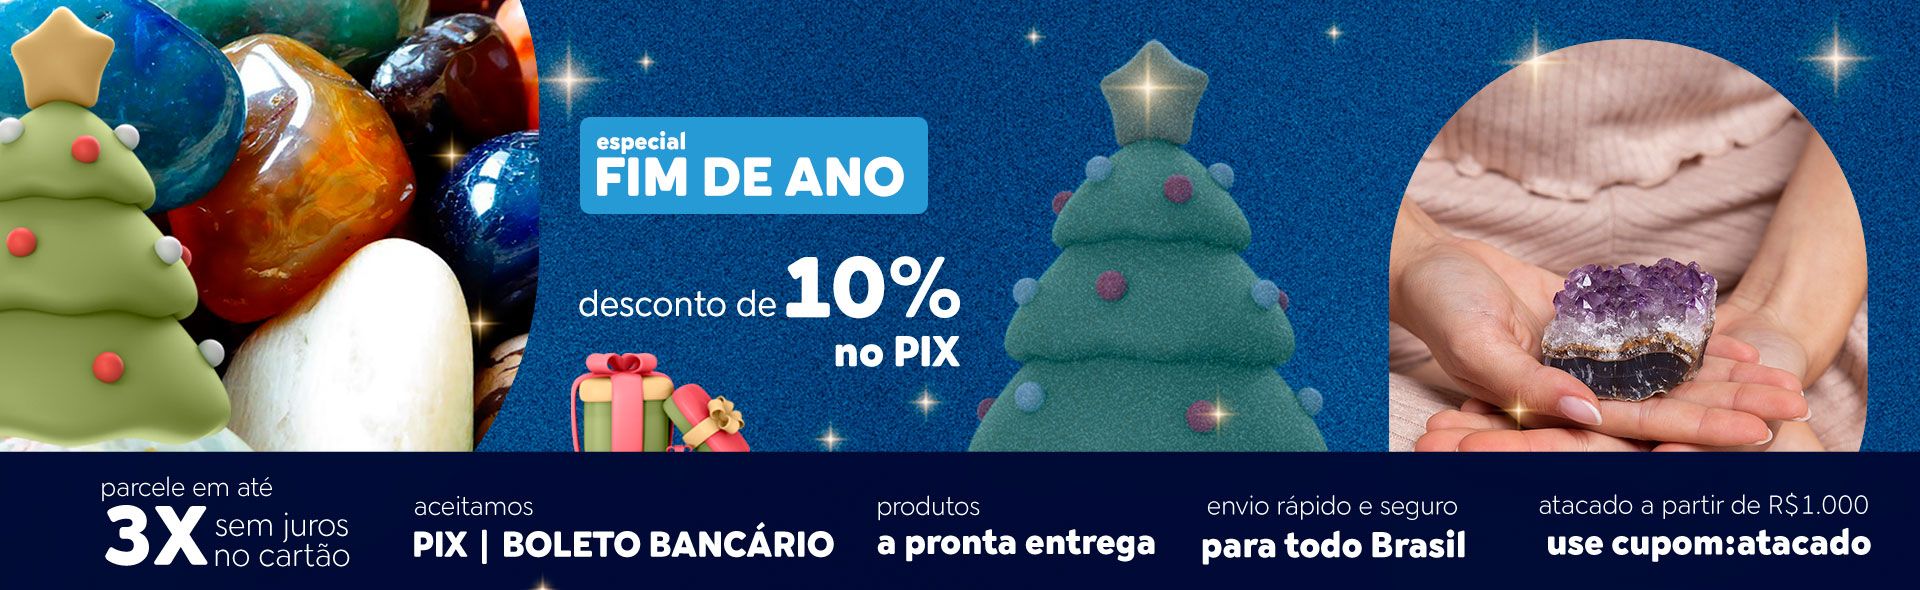 especial
FIM DE ANO
desconto de 10%
no PIX
parcele em até
3X sem juros
no cartão
aceitamos
PIX | BOLETO BANCÁRIO
produtos
a pronta entrega
envio rápido e seguro
para todo Brasil
atacado a partir de R$1.000
use cupom:atacado